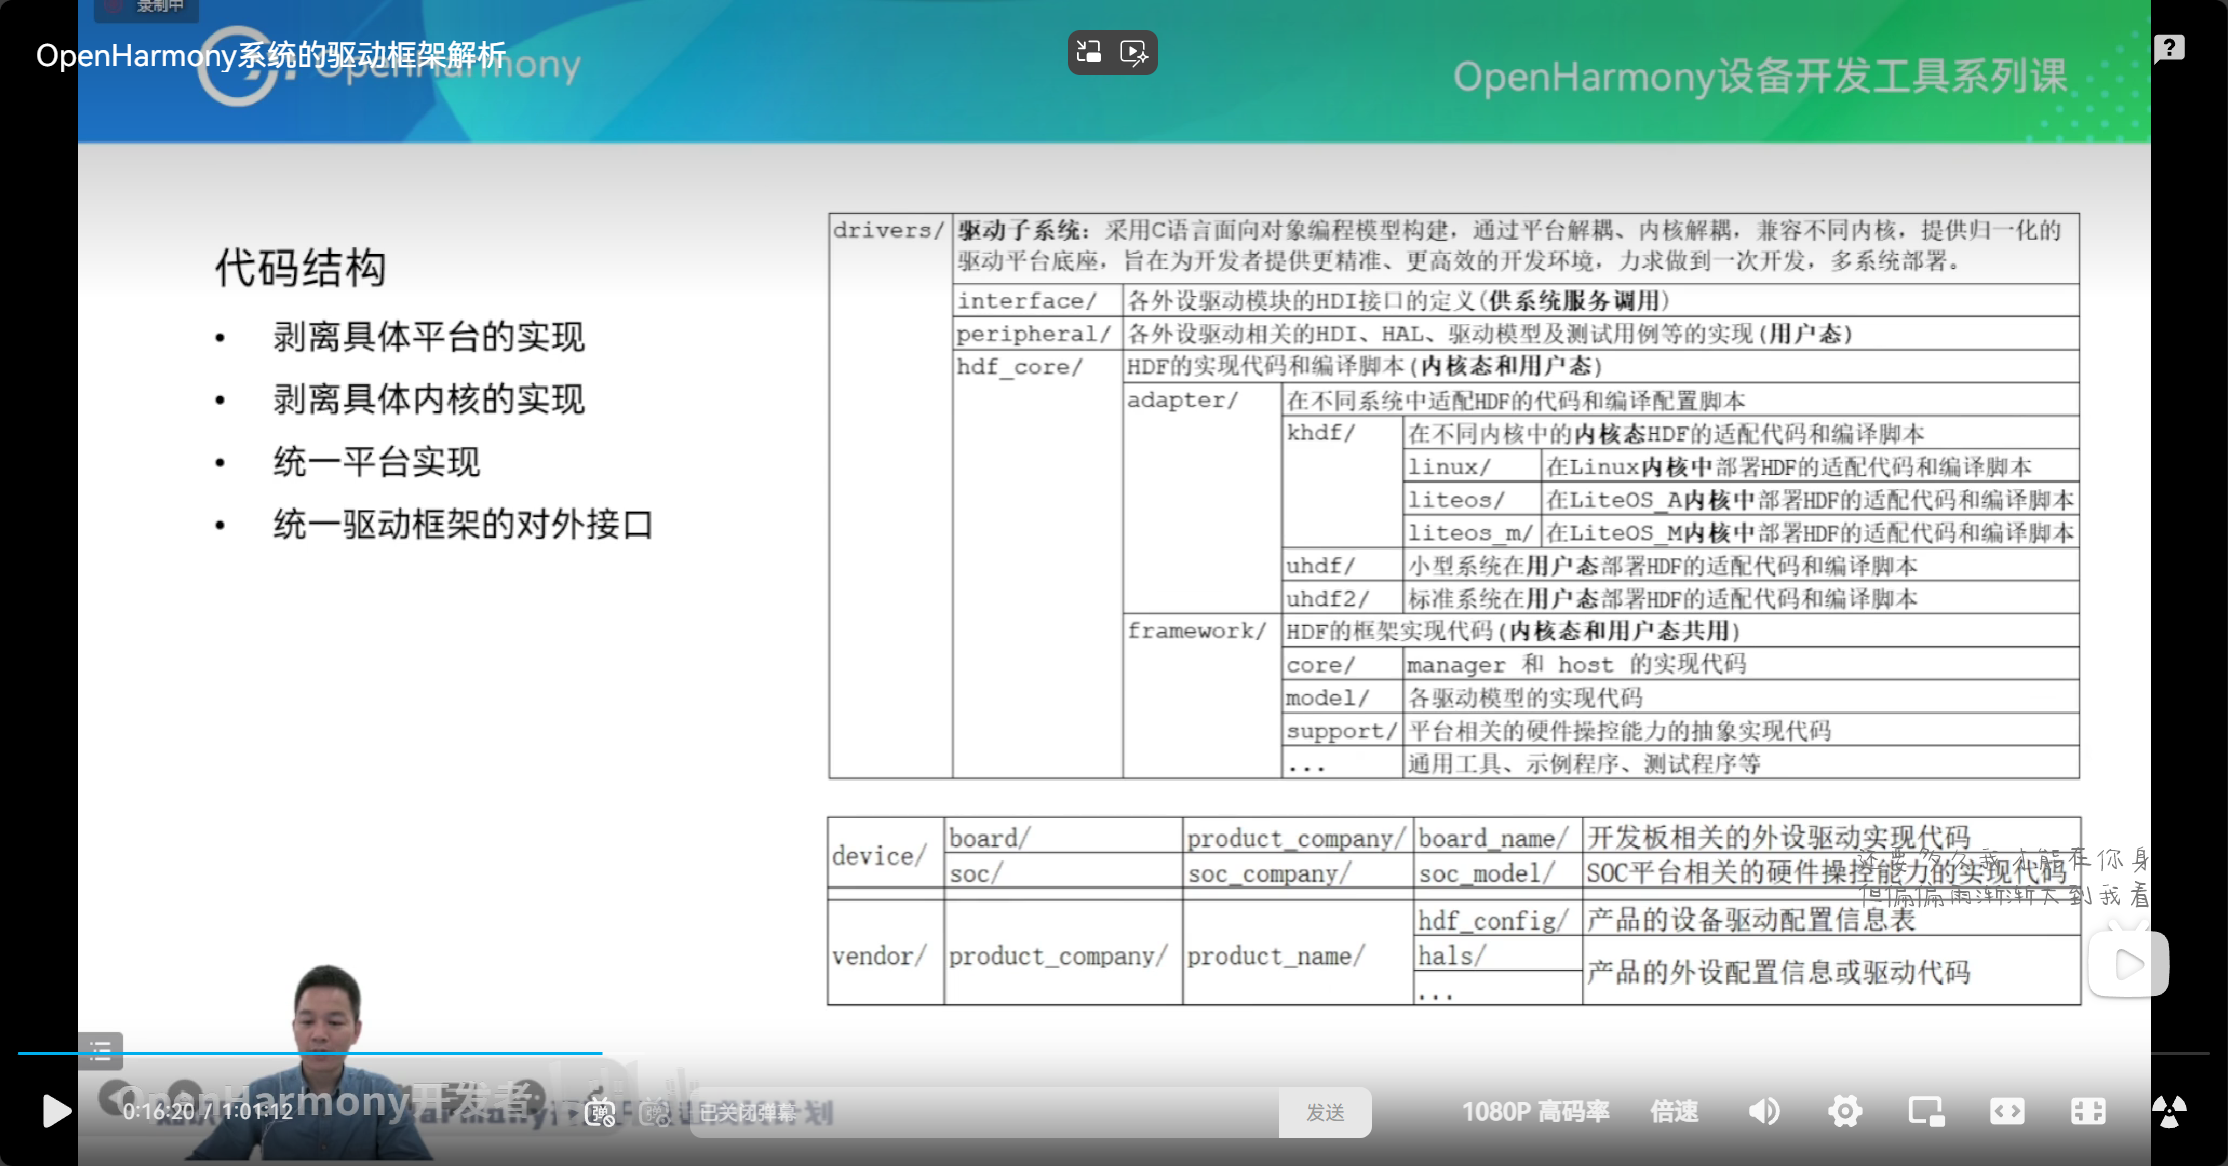 录制中
OpenHarmony系统的驱动框架解析
OpenHarmony
OpenHarmony设备开发工具系列课
代码结构
• 剥离具体平台的实现
• 剥离具体内核的实现
• 统一平台实现
• 统一驱动框架的对外接口
drivers/ 驱动子系统：采用C语言面向对象编程模型构建，通过平台解耦、内核解耦，兼容不同内核，提供归一化的
驱动平台底座，旨在为开发者提供更精准、更高效的开发环境，力求做到一次开发，多系统部署。
interface/ 各外设驱动模块的HDI接口的定义(供系统服务调用)
peripheral/ 各外设驱动相关的HDI、HAL、驱动模型及测试用例等的实现(用户态)
hdf_core/ HDF的实现代码和编译脚本(内核态和用户态)
adapter/ 在不同系统中适配HDF的代码和编译配置脚本
khdf/ 在不同内核中的内核态HDF的适配代码和编译脚本
linux/ 在Linux内核中部署HDF的适配代码和编译脚本
liteos/ 在LiteOS_A内核中部署HDF的适配代码和编译脚本
liteos_m/ 在LiteOS_M内核中部署HDF的适配代码和编译脚本
uhdf/ 小型系统在用户态部署HDF的适配代码和编译脚本
uhdf2/ 标准系统在用户态部署HDF的适配代码和编译脚本
framework/ HDF的框架实现代码(内核态和用户态共用)
core/ manager 和 host 的实现代码
model/ 各驱动模型的实现代码
support/ 平台相关的硬件操控能力的抽象实现代码
... 通用工具、示例程序、测试程序等
device/ board/ product_company/ board_name/ 开发板相关的外设驱动实现代码
soc/ soc_company/ soc_model/ SOC平台相关的硬件操控能力的实现代码
vendor/ product_company/ product_name/ hdf_config/ 产品的设备驱动配置信息表
hals/ 产品的外设配置信息或驱动代码
...
还要多久我才能在你身
但偏偏雨渐渐大到我看
OpenHarmony开发者
0:16:20 / 1:01:12
弹
弹
已关闭弹幕
发送
1080P 高码率
倍速